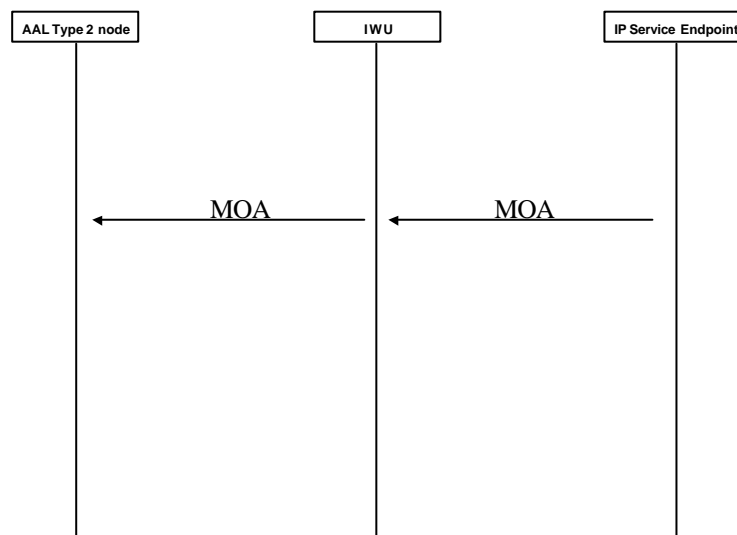 AAL Type 2 node
IWU
IP Service Endpoint
MOA
MOA